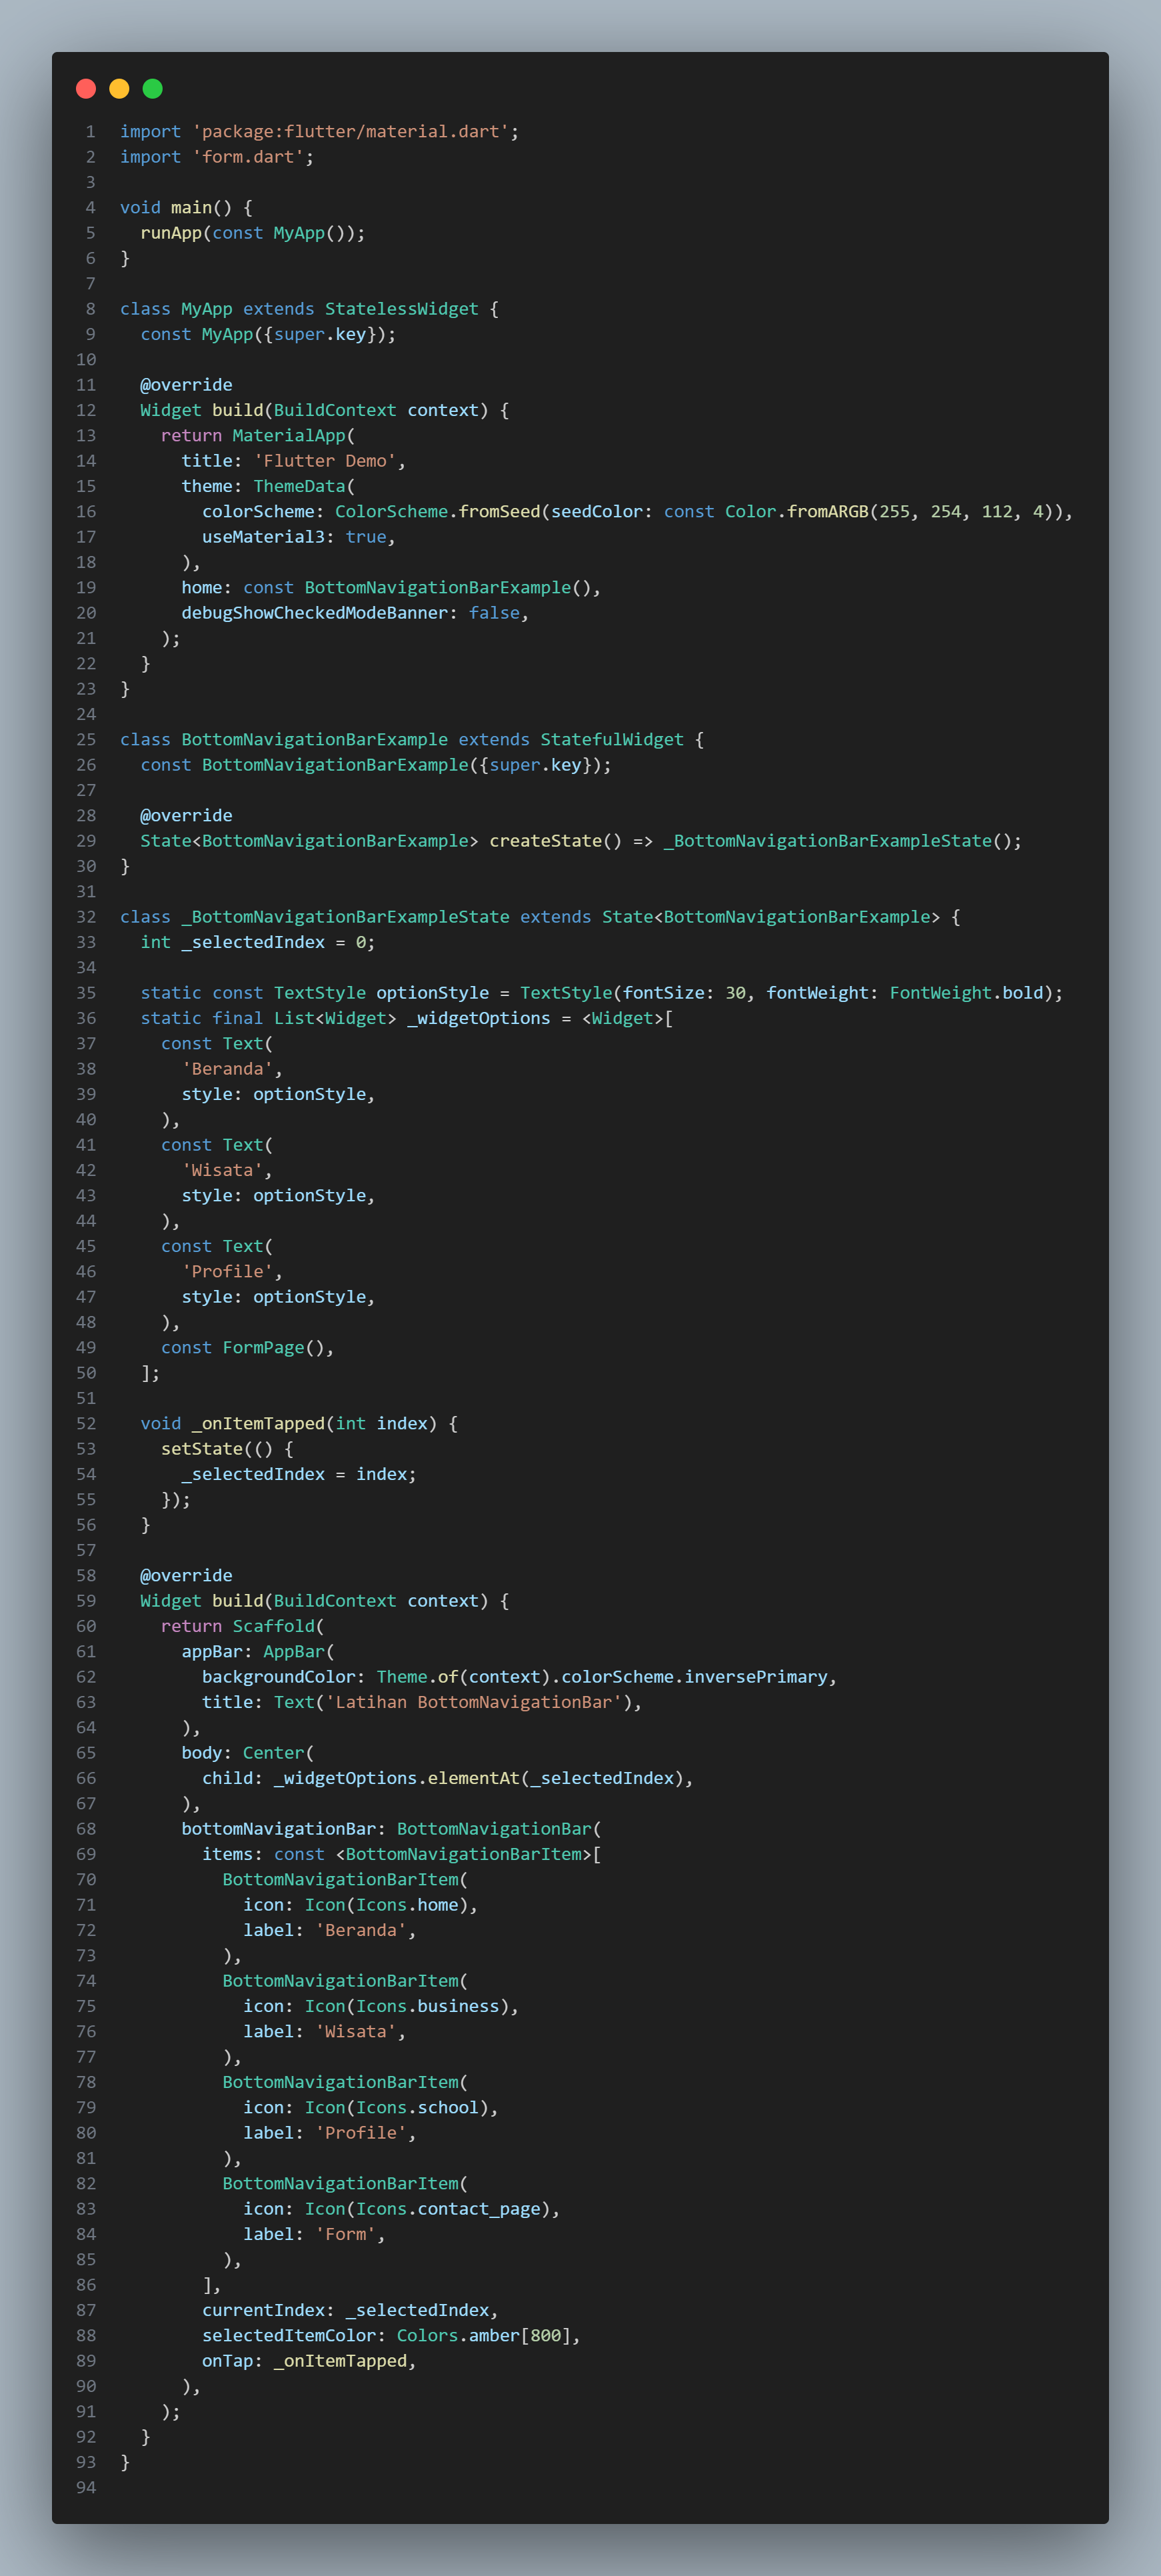 1 import 'package:flutter/material.dart';
2 import 'form.dart';
3
4 void main() {
5   runApp(const MyApp());
6 }
7
8 class MyApp extends StatelessWidget {
9   const MyApp({super.key});
10
11   @override
12   Widget build(BuildContext context) {
13     return MaterialApp(
14       title: 'Flutter Demo',
15       theme: ThemeData(
16         colorScheme: ColorScheme.fromSeed(seedColor: const Color.fromARGB(255, 254, 112, 4)),
17         useMaterial3: true,
18       ),
19       home: const BottomNavigationBarExample(),
20       debugShowCheckedModeBanner: false,
21     );
22   }
23 }
24
25 class BottomNavigationBarExample extends StatefulWidget {
26   const BottomNavigationBarExample({super.key});
27
28   @override
29   State<BottomNavigationBarExample> createState() => _BottomNavigationBarExampleState();
30 }
31
32 class _BottomNavigationBarExampleState extends State<BottomNavigationBarExample> {
33   int _selectedIndex = 0;
34
35   static const TextStyle optionStyle = TextStyle(fontSize: 30, fontWeight: FontWeight.bold);
36   static final List<Widget> _widgetOptions = <Widget>[
37     const Text(
38       'Beranda',
39       style: optionStyle,
40     ),
41     const Text(
42       'Wisata',
43       style: optionStyle,
44     ),
45     const Text(
46       'Profile',
47       style: optionStyle,
48     ),
49     const FormPage(),
50   ];
51
52   void _onItemTapped(int index) {
53     setState(() {
54       _selectedIndex = index;
55     });
56   }
57
58   @override
59   Widget build(BuildContext context) {
60     return Scaffold(
61       appBar: AppBar(
62         backgroundColor: Theme.of(context).colorScheme.inversePrimary,
63         title: Text('Latihan BottomNavigationBar'),
64       ),
65       body: Center(
66         child: _widgetOptions.elementAt(_selectedIndex),
67       ),
68       bottomNavigationBar: BottomNavigationBar(
69         items: const <BottomNavigationBarItem>[
70           BottomNavigationBarItem(
71             icon: Icon(Icons.home),
72             label: 'Beranda',
73           ),
74           BottomNavigationBarItem(
75             icon: Icon(Icons.business),
76             label: 'Wisata',
77           ),
78           BottomNavigationBarItem(
79             icon: Icon(Icons.school),
80             label: 'Profile',
81           ),
82           BottomNavigationBarItem(
83             icon: Icon(Icons.contact_page),
84             label: 'Form',
85           ),
86         ],
87         currentIndex: _selectedIndex,
88         selectedItemColor: Colors.amber[800],
89         onTap: _onItemTapped,
90       ),
91     );
92   }
93 }
94